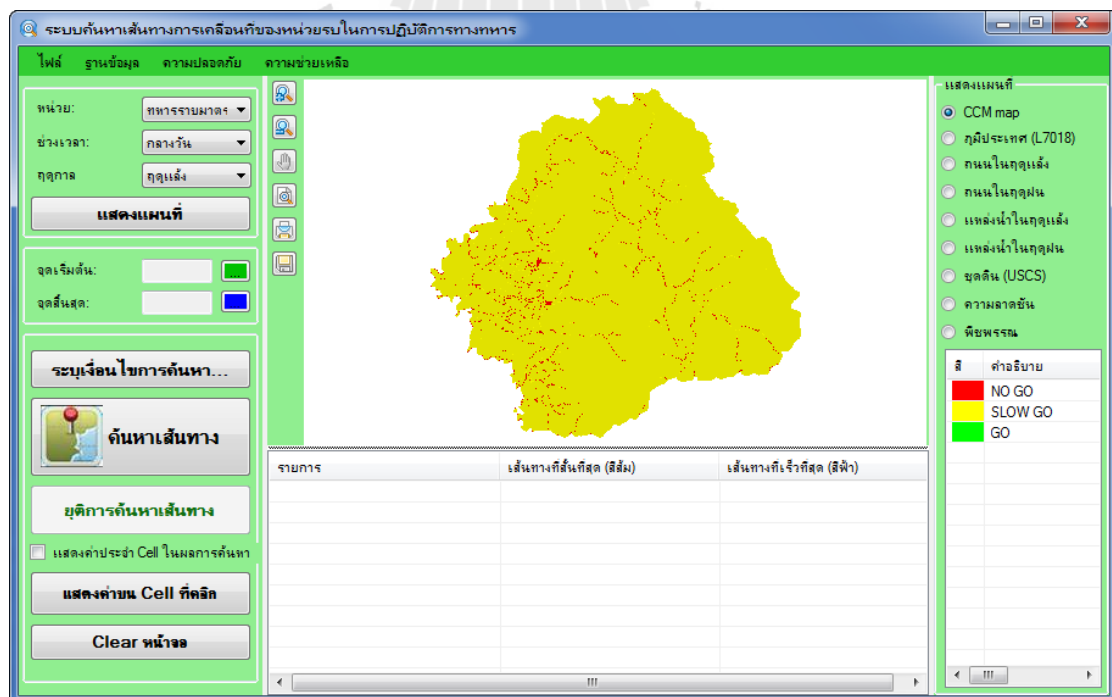 ระบบค้นหาเส้นทางการเคลื่อนที่ของหน่วยรบในการปฏิบัติการทางทหาร
ไฟล์ ฐานข้อมูล ความปลอดภัย ความช่วยเหลือ
หน่วย: ทหารราบมาตร
ช่วงเวลา: กลางวัน
ฤดูกาล ฤดูแล้ง
แสดงแผนที่
จุดเริ่มต้น: ...
จุดสิ้นสุด:
ระบุเงื่อนไขการค้นหา...
ค้นหาเส้นทาง
ยุติการค้นหาเส้นทาง
แสดงค่าประจำ Cell ในผลการค้นหา
แสดงค่าบน Cell ที่คลิก
Clear หน้าจอ
รายการ เส้นทางที่สั้นที่สุด (สีส้ม) เส้นทางที่เร็วที่สุด (สีฟ้า)
แสดงแผนที่
CCM map
ภูมิประเทศ (L7018)
ถนนในฤดูแล้ง
ถนนในฤดูฝน
แหล่งน้ำในฤดูแล้ง
แหล่งน้ำในฤดูฝน
ชุดดิน (USCS)
ความลาดชัน
พืชพรรณ
สี คำอธิบาย
NO GO
SLOW GO
GO